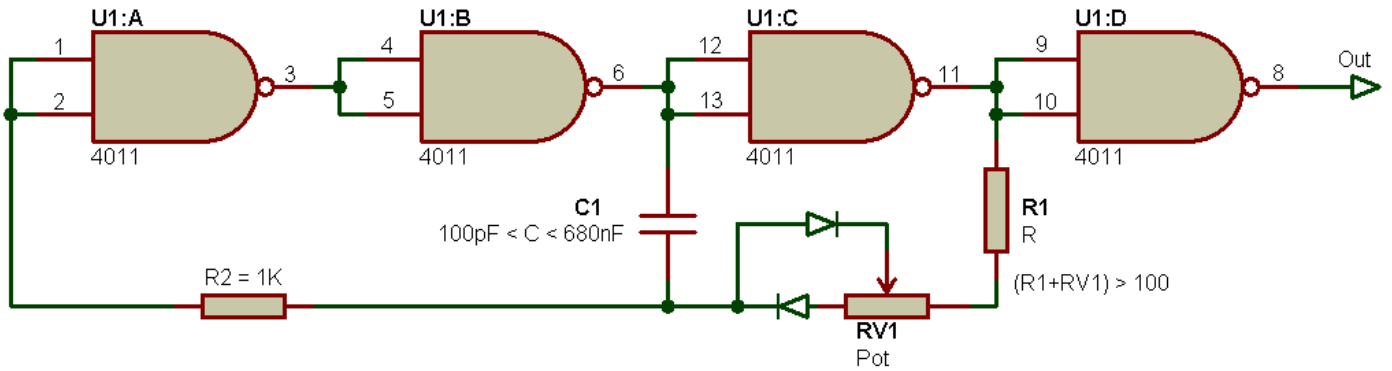 U1:A
U1:B
U1:C
U1:D
1
2
3
4
5
6
12
13
11
9
10
8
Out
4011
4011
4011
4011
C1
100pF < C < 680nF
R1
R
R2 = 1K
(R1+RV1) > 100
RV1
Pot